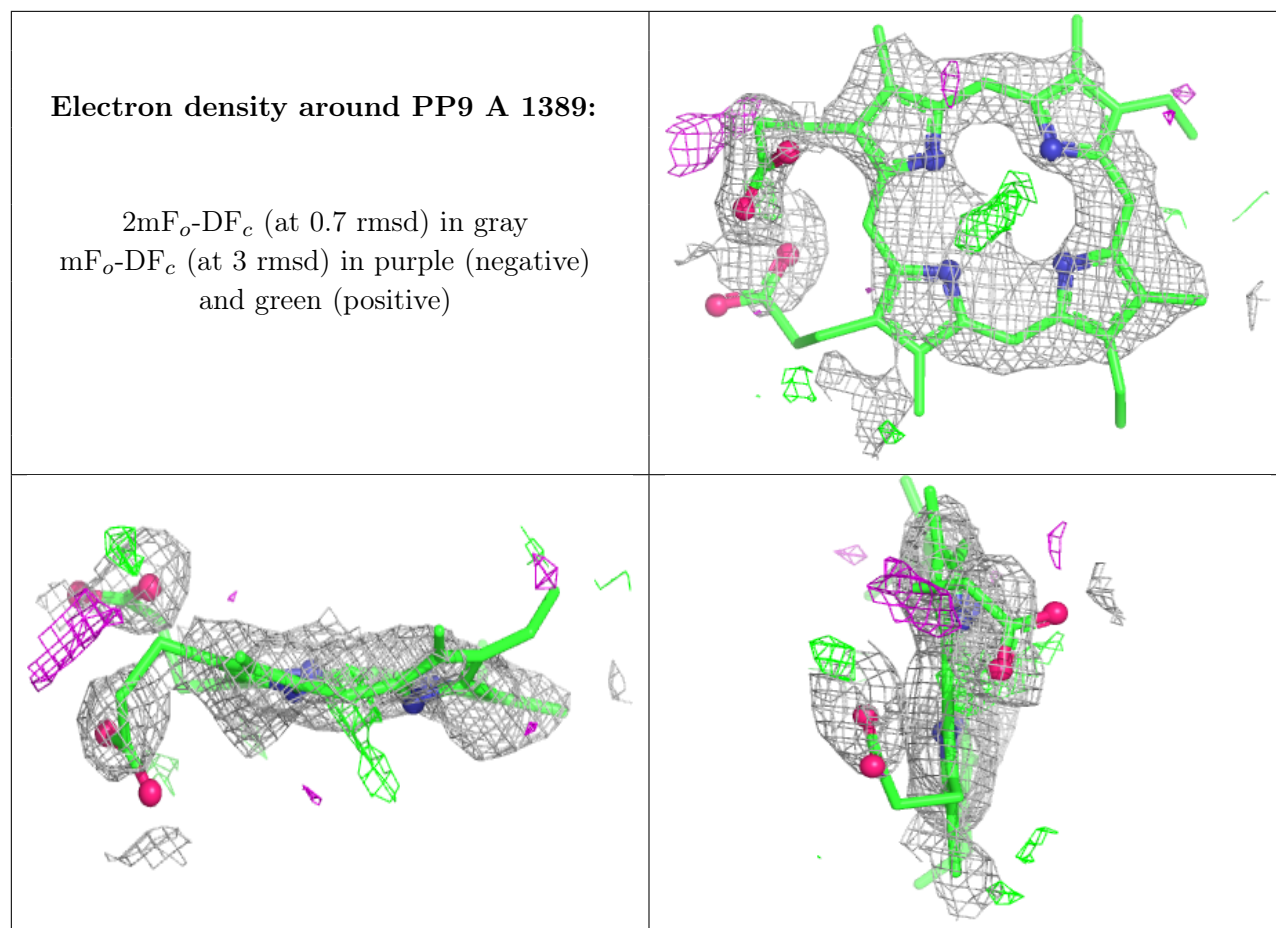 Electron density around PP9 A 1389:
2mFo-DFc (at 0.7 rmsd) in gray
mFo-DFc (at 3 rmsd) in purple (negative)
and green (positive)